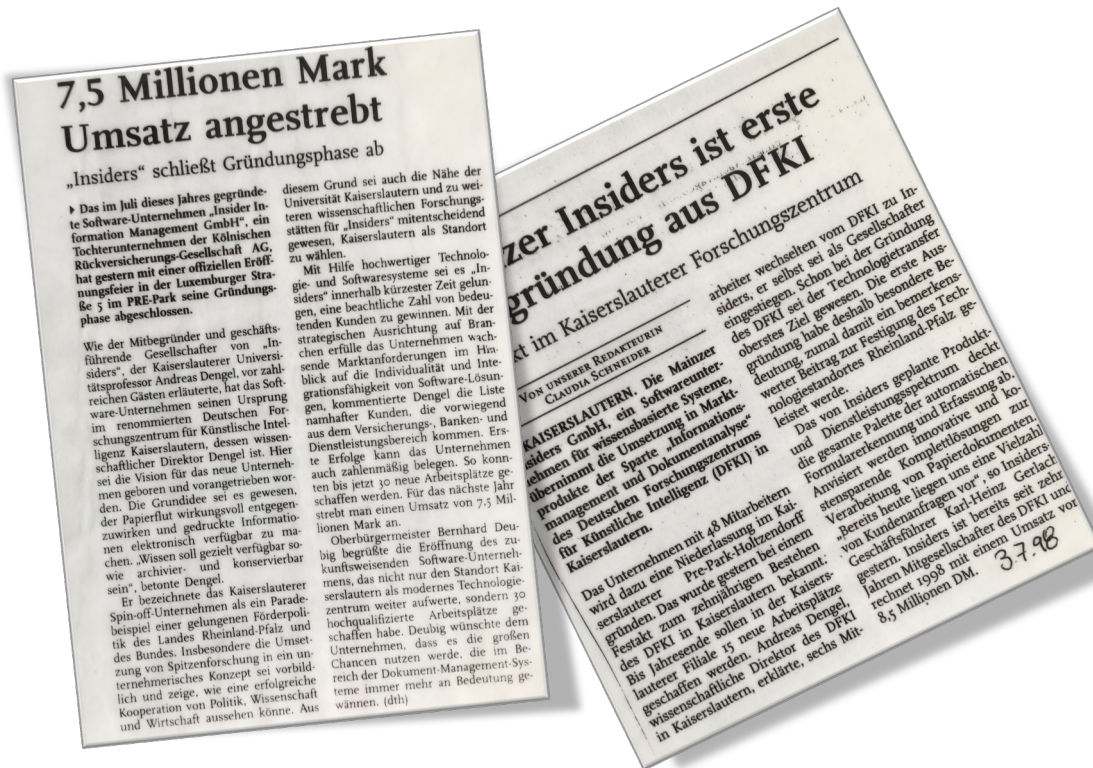 7,5 Millionen Mark
Umsatz angestrebt
„Insiders“ schließt Gründungsphase ab
Das im Juli dieses Jahres gegründe-
te Software-Unternehmen „Insider In-
formation Management GmbH“, ein
Tochterunternehmen der Kölnischen
Rückversicherungs-Gesellschaft AG,
hat gestern mit einer offiziellen Eröff-
nungsfeier in der Luxemburger Stra-
ße 5 im PRE-Park seine Gründungs-
phase abgeschlossen.
Wie der Mitbegründer und geschäfts-
führende Gesellschafter von „In-
siders“, der Kaiserslauterer Universi-
tätsprofessor Andreas Dengel, vor zahl-
reichen Gästen erläuterte, hat das Soft-
ware-Unternehmen seinen Ursprung
im renommierten Deutschen For-
schungszentrum für Künstliche Intel-
ligenz Kaiserslautern, dessen wissen-
schaftlicher Direktor Dengel ist. Hier
sei die Vision für das neue Unterneh-
men geboren und vorangetrieben wor-
den. Die Grundidee sei es gewesen,
der Papierflut wirkungsvoll entgegen-
zuwirken und gedruckte Informatio-
nen elektronisch verfügbar zu ma-
chen. „Wissen soll gezielt verfügbar so-
wie archivier- und konservierbar
sein“, betonte Dengel.
Er bezeichnete das Kaiserslauterer
Spin-off-Unternehmen als ein Parade-
beispiel einer gelungenen Förderpoli-
tik des Landes Rheinland-Pfalz und
des Bundes. Insbesondere die Umset-
zung von Spitzenforschung in ein un-
ternehmerisches Konzept sei vorbild-
lich und zeige, wie eine erfolgreiche
Kooperation von Politik, Wissenschaft
und Wirtschaft aussehen könne. Aus
diesem Grund sei auch die Nähe der
Universität Kaiserslautern und zu wei-
teren wissenschaftlichen Forschungs-
stätten für „Insiders“ mitentscheidend
gewesen, Kaiserslautern als Standort
zu wählen.
Mit Hilfe hochwertiger Technolo-
gie- und Softwaresysteme sei es „In-
siders“ innerhalb kürzester Zeit gelun-
gen, eine beachtliche Zahl von bedeu-
tenden Kunden zu gewinnen. Mit der
strategischen Ausrichtung auf Bran-
chen erfülle das Unternehmen wach-
sende Marktanforderungen im Hin-
blick auf die Individualität und Inte-
grationsfähigkeit von Software-Lösun-
gen, kommentierte Dengel die Liste
namhafter Kunden, die vorwiegend
aus dem Versicherungs-, Banken- und
Dienstleistungsbereich kommen. Ers-
te Erfolge kann das Unternehmen
auch zahlenmäßig belegen. So konn-
ten bis jetzt 30 neue Arbeitsplätze ge-
schaffen werden. Für das nächste Jahr
strebt man einen Umsatz von 7,5 Mil-
lionen Mark an.
Oberbürgermeister Bernhard Deu-
big begrüßte die Eröffnung des zu-
kunftsweisenden Software-Unterneh-
mens, das nicht nur den Standort Kai-
serslautern als modernes Technologie-
zentrum weiter aufwerte, sondern 30
hochqualifizierte Arbeitsplätze ge-
schaffen habe. Deubig wünschte dem
Unternehmen, dass es die großen
Chancen nutzen werde, die im Be-
reich der Dokument-Management-Sys-
teme immer mehr an Bedeutung ge-
wännen. (dth)
zer Insiders ist erste
gründung aus DFKI
kt im Kaiserslauterer Forschungszentrum
VON UNSERER REDAKTEURIN
CLAUDIA SCHNEIDER
KAISERSLAUTERN. Die Mainzer
siders GmbH, ein Softwareunter-
ehmen für wissensbasierte Systeme,
übernimmt die Umsetzung in Markt-
produkte der Sparte „Informations-
management und Dokumentanalyse“
des Deutschen Forschungszentrums
für Künstliche Intelligenz (DFKI) in
Kaiserslautern.
Das Unternehmen mit 48 Mitarbeitern
wird dazu eine Niederlassung im Kai-
serslauterer Pre-Park-Holtzendorff
gründen. Das wurde gestern bei einem
Festakt zum zehnjährigen Bestehen
des DFKI in Kaiserslautern bekannt.
Bis Jahresende sollen in der Kaisers-
lauterer Filiale 15 neue Arbeitsplätze
geschaffen werden. Andreas Dengel,
wissenschaftliche Direktor des DFKI
in Kaiserslautern, erklärte, sechs Mit-
arbeiter wechselten vom DFKI zu In-
siders, er selbst sei als Gesellschafter
eingestiegen. Schon bei der Gründung
des DFKI sei der Technologietransfer
oberstes Ziel gewesen. Die erste Aus-
gründung habe deshalb besondere Be-
deutung, zumal damit ein bemerkens-
werter Beitrag zur Festigung des Tech-
nologiestandortes Rheinland-Pfalz ge-
leistet werde.
Das von Insiders geplante Produkt-
und Dienstleistungsspektrum deckt
die gesamte Palette der automatischen
Formularerkennung und Erfassung ab.
Anvisiert werden innovative und ko-
stensparende Komplettlösungen zur
Verarbeitung von Papierdokumenten.
„Bereits heute liegen uns eine Vielzahl
von Kundenanfragen vor“, so Insiders-
Geschäftsführer Karl-Heinz Gerlach
gestern. Insiders ist bereits seit zehn
Jahren Mitgesellschafter des DFKI und
rechnet 1998 mit einem Umsatz von
8,5 Millionen DM.
3.7.98